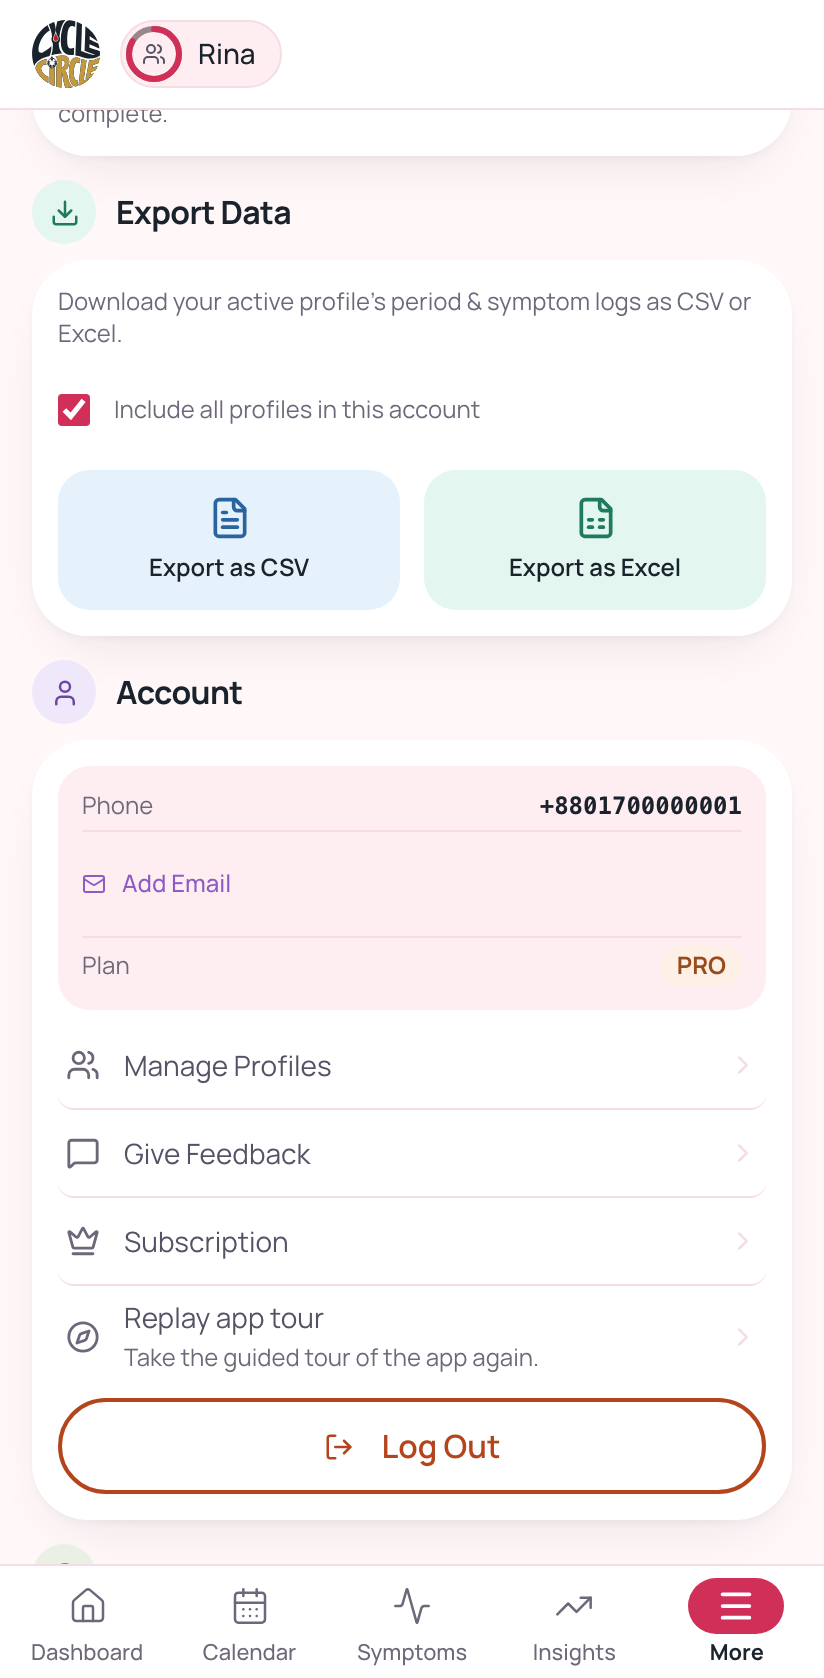 CYCLE
CIRCLE
Rina
complete.
Export Data
Download your active profile's period & symptom logs as CSV or
Excel.
Include all profiles in this account
Export as CSV
Export as Excel
Account
Phone
+8801700000001
Add Email
Plan
PRO
Manage Profiles
Give Feedback
Subscription
Replay app tour
Take the guided tour of the app again.
Log Out
Dashboard
Calendar
Symptoms
Insights
More